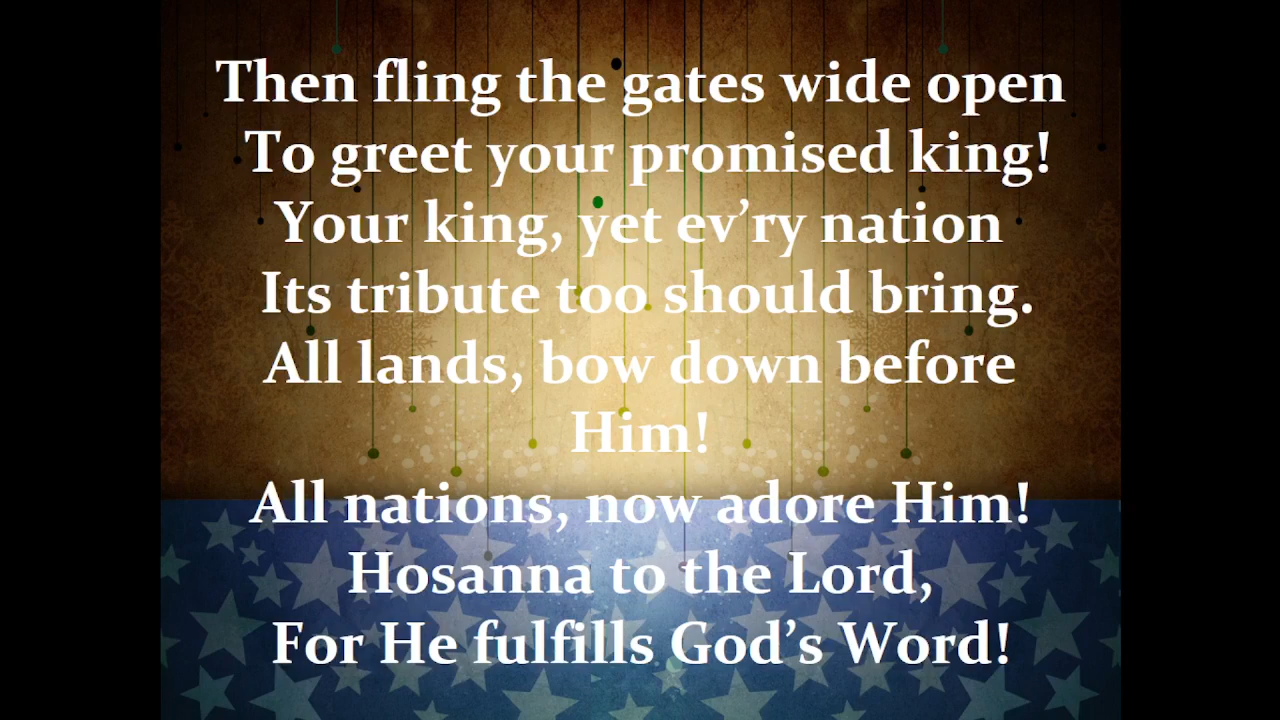 Then fling the gates wide open
To greet your promised king!
Your king, yet ev’ry nation
Its tribute too should bring.
All lands, bow down before
Him!
All nations, now adore Him!
Hosanna to the Lord,
For He fulfills God’s Word!